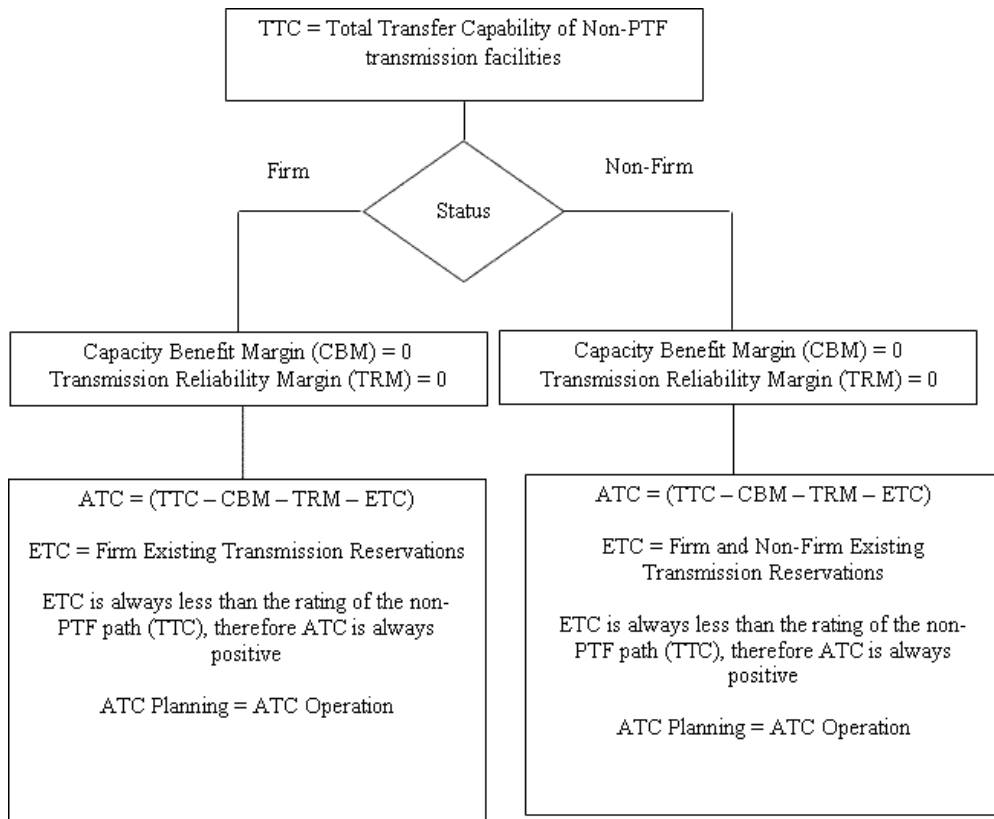 TTC = Total Transfer Capability of Non-PTF
transmission facilities
Firm
Non-Firm
Status
Capacity Benefit Margin (CBM) = 0
Transmission Reliability Margin (TRM) = 0
Capacity Benefit Margin (CBM) = 0
Transmission Reliability Margin (TRM) = 0
ATC = (TTC – CBM – TRM – ETC)
ETC = Firm Existing Transmission Reservations
ETC is always less than the rating of the non-
PTF path (TTC), therefore ATC is always
positive
ATC Planning = ATC Operation
ATC = (TTC – CBM – TRM – ETC)
ETC = Firm and Non-Firm Existing
Transmission Reservations
ETC is always less than the rating of the non-
PTF path (TTC), therefore ATC is always
positive
ATC Planning = ATC Operation